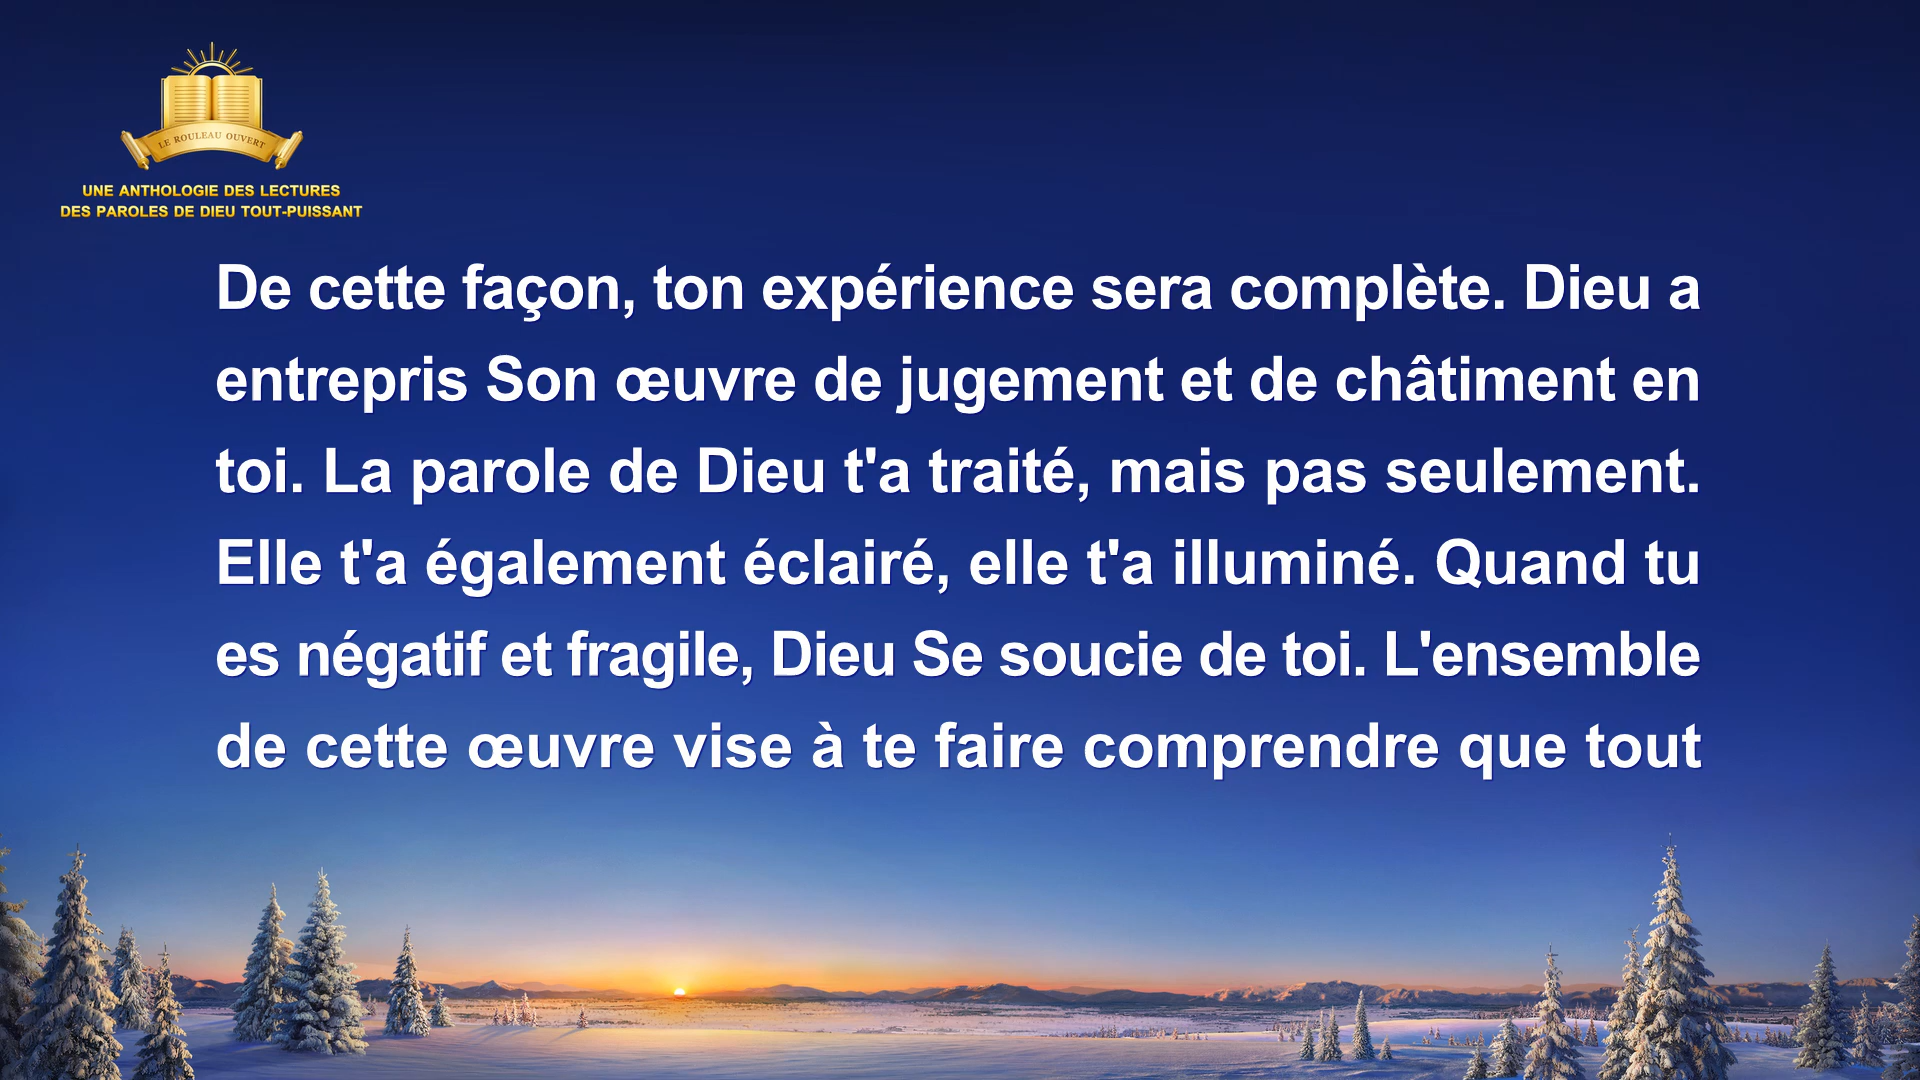 LE ROULEAU OUVERT
UNE ANTHOLOGIE DES LECTURES
DES PAROLES DE DIEU TOUT-PUISSANT
De cette façon, ton expérience sera complète. Dieu a
entrepris Son œuvre de jugement et de châtiment en
toi. La parole de Dieu t'a traité, mais pas seulement.
Elle t'a également éclairé, elle t'a illuminé. Quand tu
es négatif et fragile, Dieu Se soucie de toi. L'ensemble
de cette œuvre vise à te faire comprendre que tout